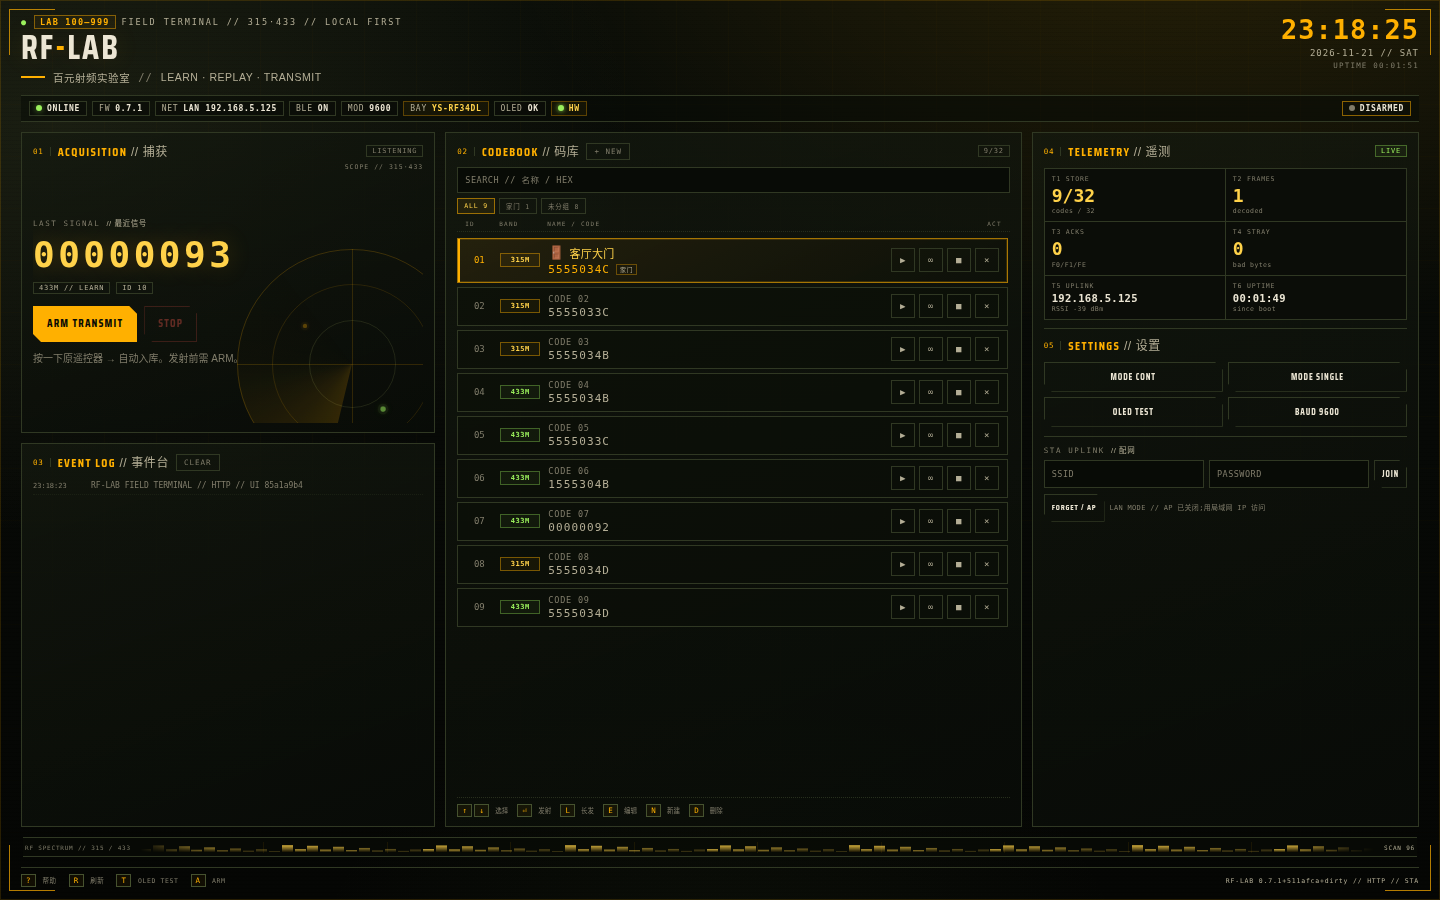 LAB 100—999 FIELD TERMINAL // 315·433 // LOCAL FIRST
RF-LAB
百元射频实验室 // LEARN · REPLAY · TRANSMIT
23:18:25
2026-11-21 // SAT
UPTIME 00:01:51
ONLINE FW 0.7.1 NET LAN 192.168.5.125 BLE ON MOD 9600 BAY YS-RF34DL OLED OK HW DISARMED
01 ACQUISITION // 捕获 LISTENING
SCOPE // 315·433
LAST SIGNAL // 最近信号
00000093
433M // LEARN ID 10
ARM TRANSMIT STOP
按一下原遥控器 → 自动入库。发射前需 ARM。
03 EVENT LOG // 事件台 CLEAR
23:18:23 RF-LAB FIELD TERMINAL // HTTP // UI 85a1a9b4
02 CODEBOOK // 码库 + NEW 9/32
SEARCH // 名称 / HEX
ALL 9 家门 1 未分组 8
ID BAND NAME / CODE ACT
01 315M 客厅大门
5555034C 家门
▶ ∞ ■ ×
02 315M CODE 02
5555033C
▶ ∞ ■ ×
03 315M CODE 03
5555034B
▶ ∞ ■ ×
04 433M CODE 04
5555034B
▶ ∞ ■ ×
05 433M CODE 05
5555033C
▶ ∞ ■ ×
06 433M CODE 06
1555304B
▶ ∞ ■ ×
07 433M CODE 07
00000092
▶ ∞ ■ ×
08 315M CODE 08
5555034D
▶ ∞ ■ ×
09 433M CODE 09
5555034D
▶ ∞ ■ ×
↑ ↓ 选择 ⏎ 发射 L 长发 E 编辑 N 新建 D 删除
04 TELEMETRY // 遥测 LIVE
T1 STORE
9/32
codes / 32
T2 FRAMES
1
decoded
T3 ACKS
0
F0/F1/FE
T4 STRAY
0
bad bytes
T5 UPLINK
192.168.5.125
RSSI -39 dBm
T6 UPTIME
00:01:49
since boot
05 SETTINGS // 设置
MODE CONT MODE SINGLE
OLED TEST BAUD 9600
STA UPLINK // 配网
SSID PASSWORD JOIN
FORGET / AP LAN MODE // AP 已关闭;用局域网 IP 访问
RF SPECTRUM // 315 / 433 SCAN 96
? 帮助 R 刷新 T OLED TEST A ARM
RF-LAB 0.7.1+511afca+dirty // HTTP // STA